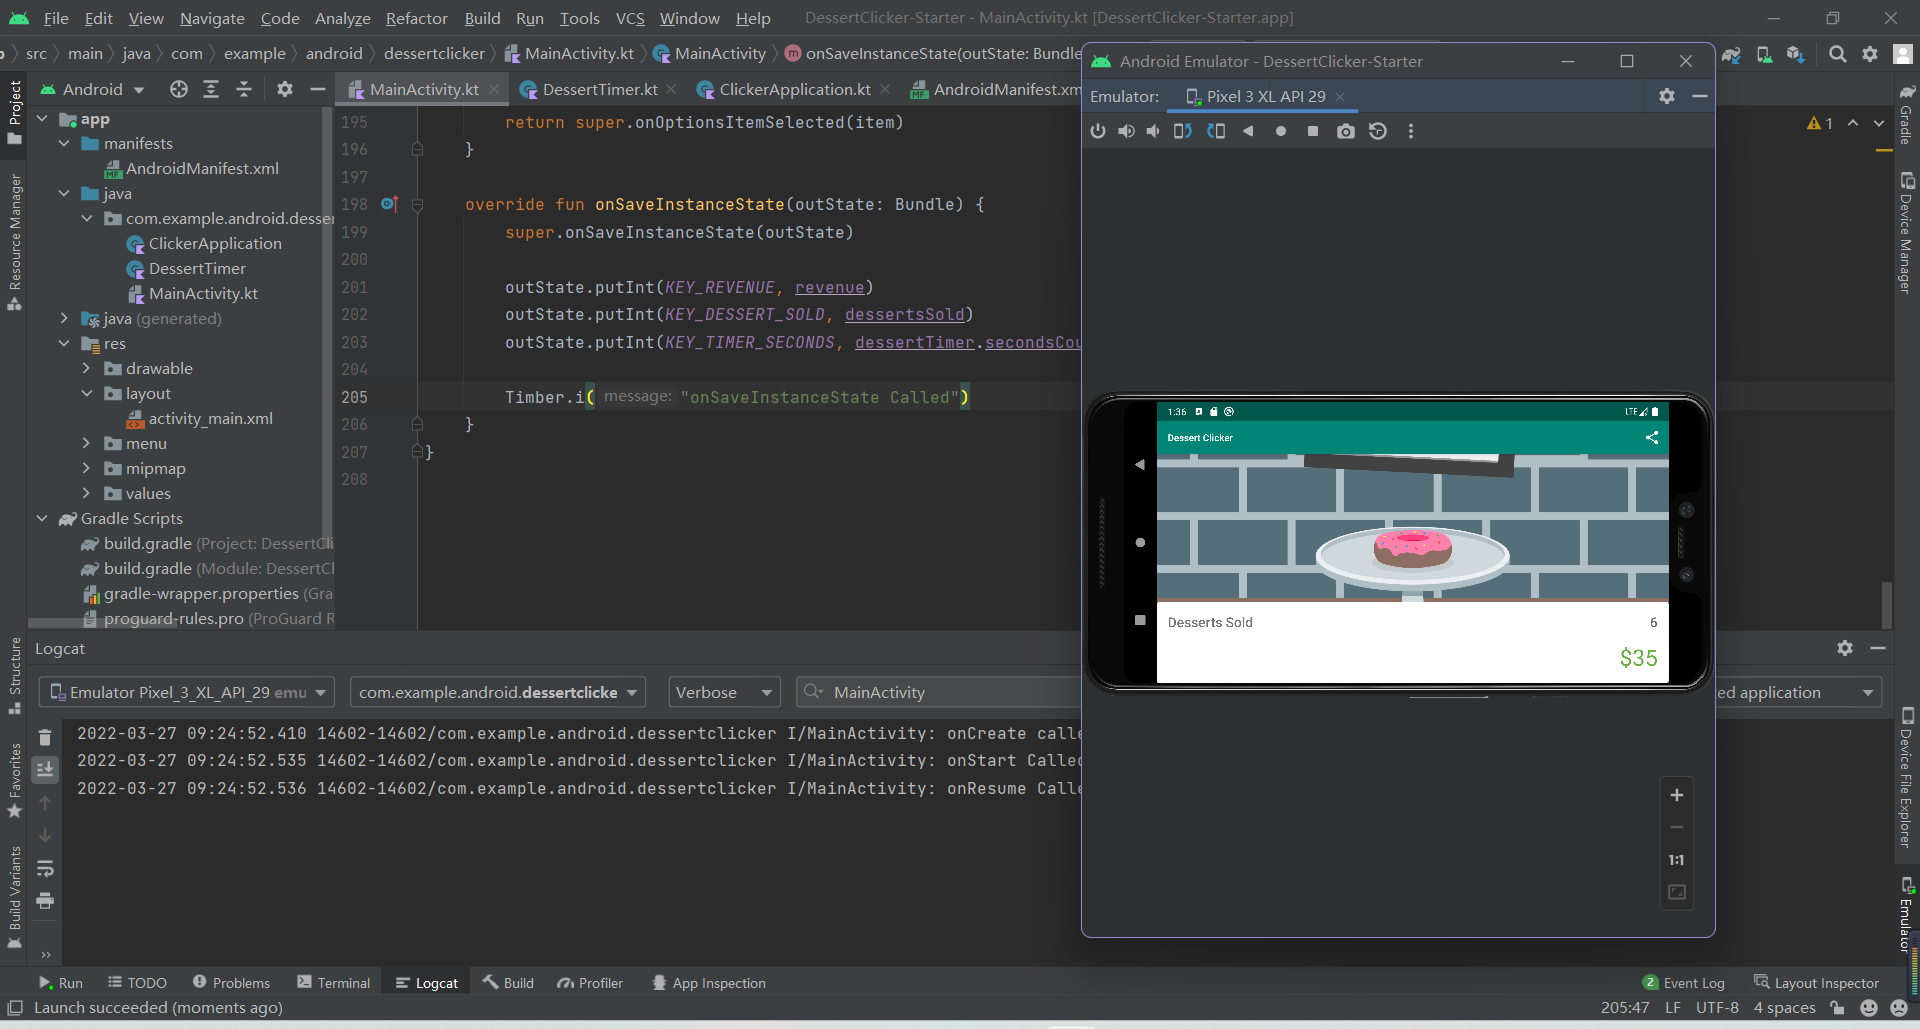 File Edit View Navigate Code Analyze Refactor Build Run Tools VCS Window Help DessertClicker-Starter - MainActivity.kt [DessertClicker-Starter.app]
src main java com example android dessertclicker MainActivity.kt MainActivity onSaveInstanceState(outState: Bundle
Android
MainActivity.kt DessertTimer.kt ClickerApplication.kt AndroidManifest.xm
Project
Resource Manager
Structure
Favorites
Build Variants
app
manifests
AndroidManifest.xml
java
com.example.android.desse
ClickerApplication
DessertTimer
MainActivity.kt
java (generated)
res
drawable
layout
activity_main.xml
menu
mipmap
values
Gradle Scripts
build.gradle (Project: DessertCli
build.gradle (Module: DessertCl
gradle-wrapper.properties (Gra
proguard-rules.pro (ProGuard R
195 return super.onOptionsItemSelected(item)
196 }
197
198 override fun onSaveInstanceState(outState: Bundle) {
199 super.onSaveInstanceState(outState)
200
201 outState.putInt(KEY_REVENUE, revenue)
202 outState.putInt(KEY_DESSERT_SOLD, dessertsSold)
203 outState.putInt(KEY_TIMER_SECONDS, dessertTimer.secondsCou
204
205 Timber.i( message: "onSaveInstanceState Called")
206 }
207 }
208
1
Android Emulator - DessertClicker-Starter
Emulator: Pixel 3 XL API 29
1:36 LTE
Dessert Clicker
Desserts Sold 6
$35
1:1
Gradle
Device Manager
Device File Explorer
Emulator
Logcat
Emulator Pixel_3_XL_API_29 emu com.example.android.dessertclicke Verbose MainActivity ed application
2022-03-27 09:24:52.410 14602-14602/com.example.android.dessertclicker I/MainActivity: onCreate calle
2022-03-27 09:24:52.535 14602-14602/com.example.android.dessertclicker I/MainActivity: onStart Called
2022-03-27 09:24:52.536 14602-14602/com.example.android.dessertclicker I/MainActivity: onResume Calle
Run TODO Problems Terminal Logcat Build Profiler App Inspection 2 Event Log Layout Inspector
Launch succeeded (moments ago) 205:47 LF UTF-8 4 spaces